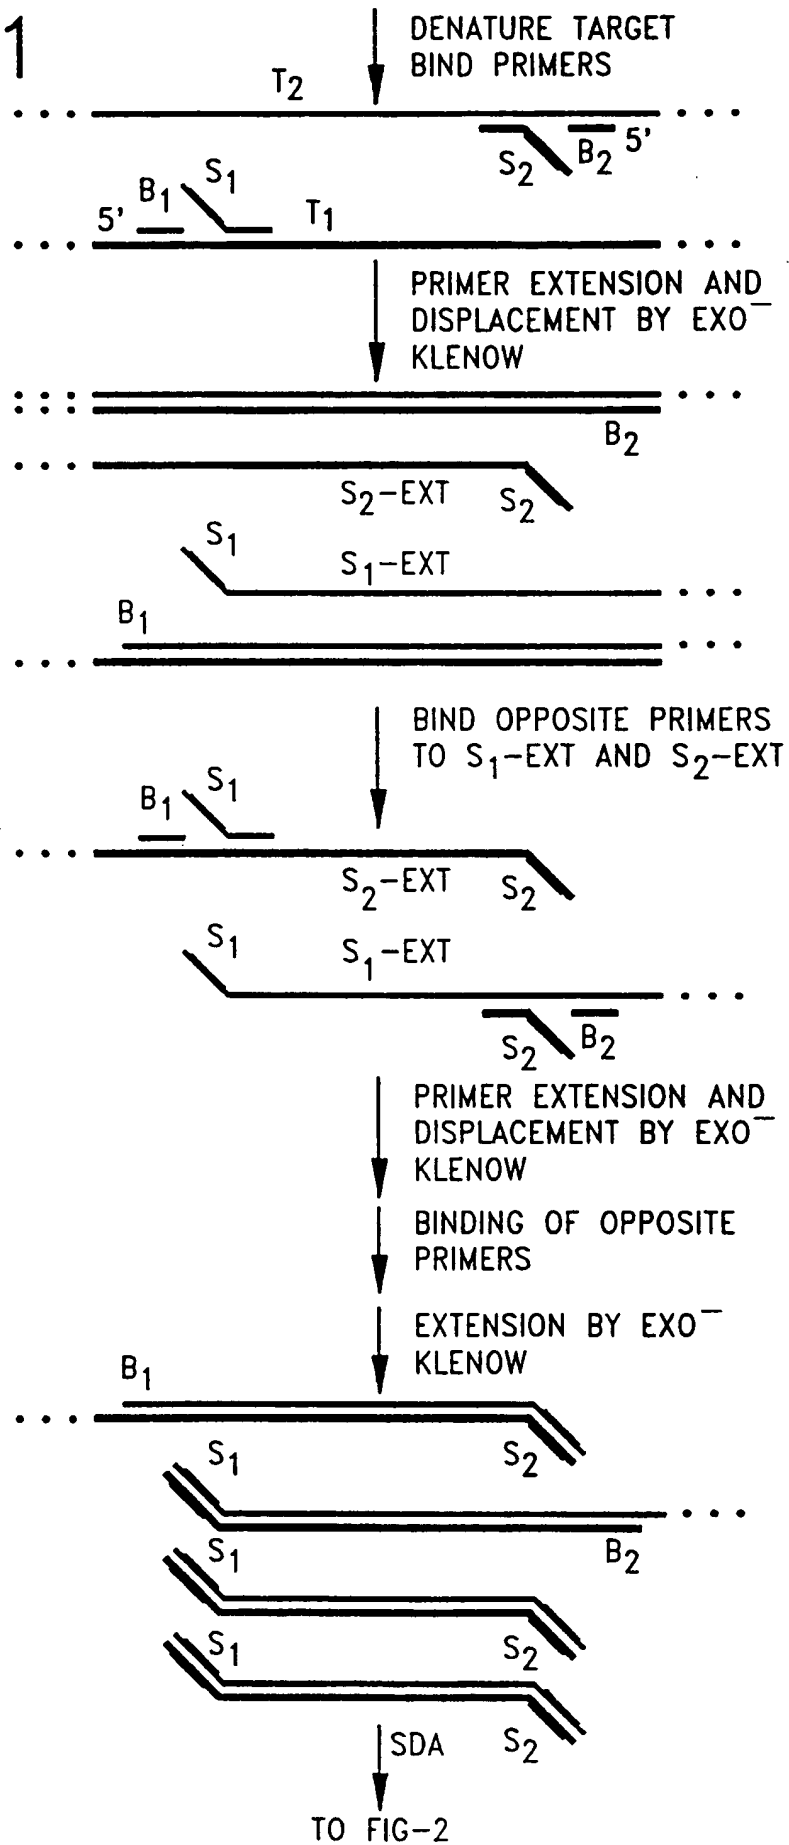 1
DENATURE TARGET
BIND PRIMERS
T2
S2 B2 5'
5' B1 S1 T1
PRIMER EXTENSION AND
DISPLACEMENT BY EXO¯
KLENOW
B2
S2-EXT S2
S1 S1-EXT
B1
BIND OPPOSITE PRIMERS
TO S1-EXT AND S2-EXT
B1 S1
S2-EXT S2
S1 S1-EXT
S2 B2
PRIMER EXTENSION AND
DISPLACEMENT BY EXO¯
KLENOW
BINDING OF OPPOSITE
PRIMERS
EXTENSION BY EXO¯
KLENOW
B1
S1 S2
S1 B2
S1 S2
SDA S2
TO FIG-2